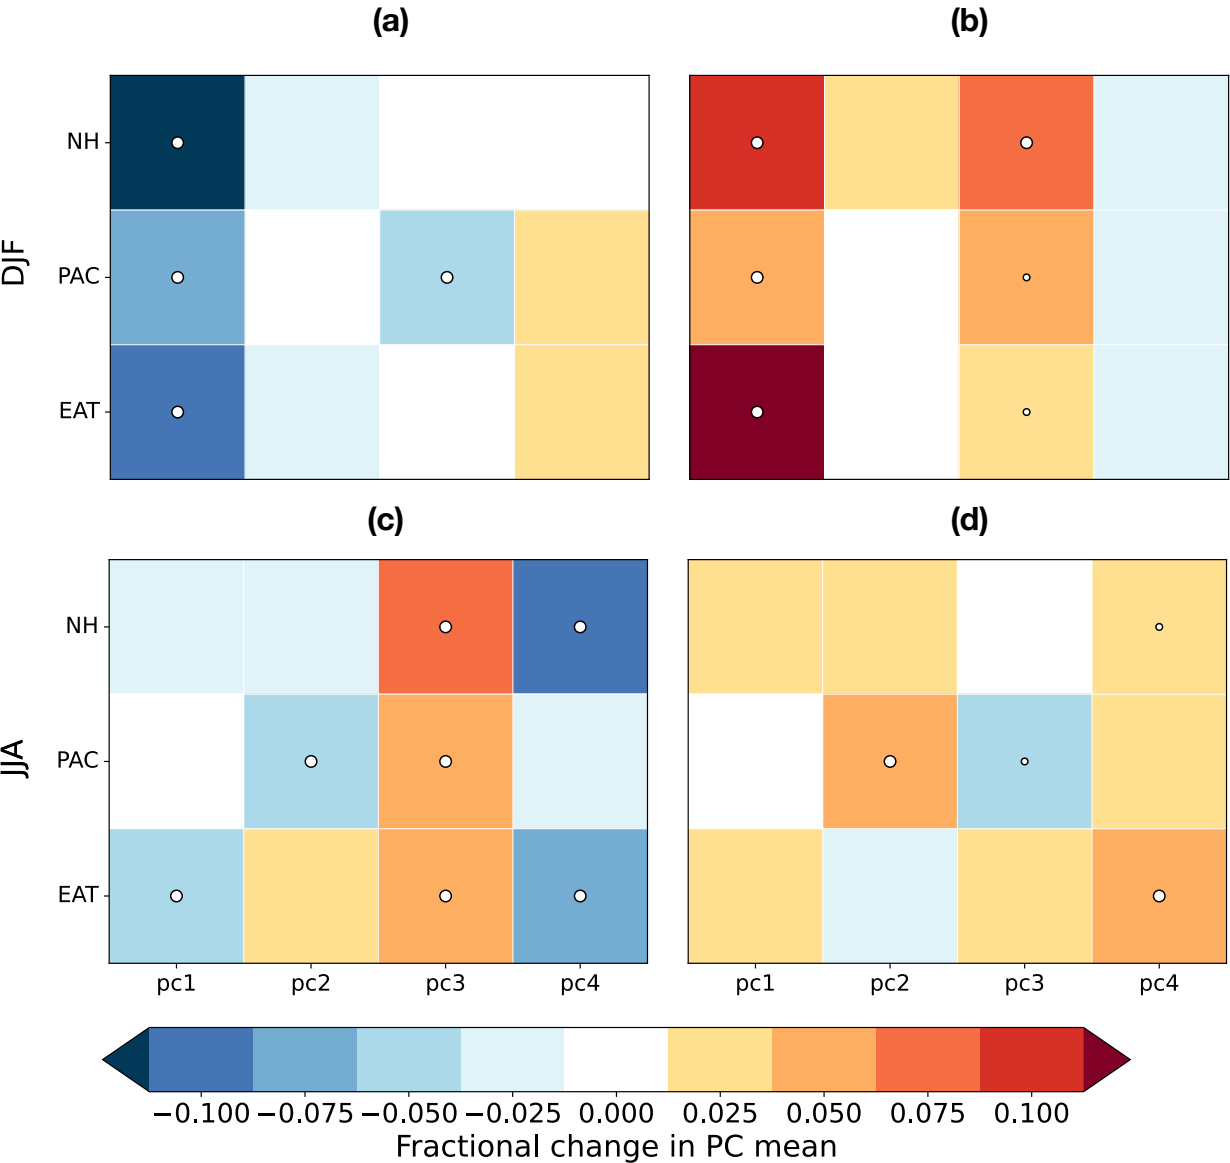 (a)
(b)
NH
PAC
EAT
DJF
(c)
(d)
NH
PAC
EAT
JJA
pc1 pc2 pc3 pc4
pc1 pc2 pc3 pc4
−0.100 −0.075 −0.050 −0.025 0.000 0.025 0.050 0.075 0.100
Fractional change in PC mean